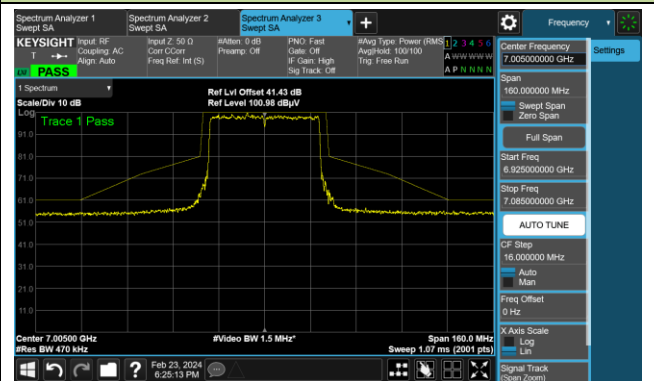 Spectrum Analyzer 1
Swept SA
Spectrum Analyzer 2
Swept SA
Spectrum Analyzer 3
Swept SA
Frequency
KEYSIGHT
Input: RF
Coupling: AC
Align: Auto
Input Z: 50 Ω
Corr CCorr
Freq Ref: Int (S)
#Atten: 0 dB
Preamp: Off
PNO: Fast
Gate: Off
IF Gain: High
Sig Track: Off
#Avg Type: Power (RMS)
Avg|Hold: 100/100
Trig: Free Run
1 2 3 4 5 6
A W W W W W
A P N N N N
T
PASS
1 Spectrum
Scale/Div 10 dB
Ref Lvl Offset 41.43 dB
Ref Level 100.98 dBμV
Log
Trace 1 Pass
91.0
81.0
71.0
61.0
51.0
41.0
31.0
21.0
11.0
Center 7.00500 GHz
#Res BW 470 kHz
#Video BW 1.5 MHz*
Span 160.0 MHz
Sweep 1.07 ms (2001 pts)
Center Frequency
7.005000000 GHz
Settings
Span
160.000000 MHz
Swept Span
Zero Span
Full Span
Start Freq
6.925000000 GHz
Stop Freq
7.085000000 GHz
AUTO TUNE
CF Step
16.000000 MHz
Auto
Man
Freq Offset
0 Hz
X Axis Scale
Log
Lin
Signal Track
(Span Zoom)
Feb 23, 2024
6:25:13 PM